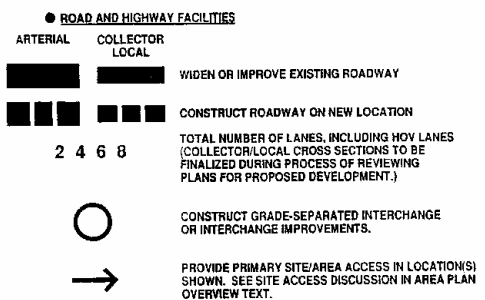 ● ROAD AND HIGHWAY FACILITIES
ARTERIAL COLLECTOR
LOCAL
WIDEN OR IMPROVE EXISTING ROADWAY
CONSTRUCT ROADWAY ON NEW LOCATION
2 4 6 8
TOTAL NUMBER OF LANES, INCLUDING HOV LANES
(COLLECTOR/LOCAL CROSS SECTIONS TO BE
FINALIZED DURING PROCESS OF REVIEWING
PLANS FOR PROPOSED DEVELOPMENT.)
CONSTRUCT GRADE-SEPARATED INTERCHANGE
OR INTERCHANGE IMPROVEMENTS.
PROVIDE PRIMARY SITE/AREA ACCESS IN LOCATION(S)
SHOWN. SEE SITE ACCESS DISCUSSION IN AREA PLAN
OVERVIEW TEXT.